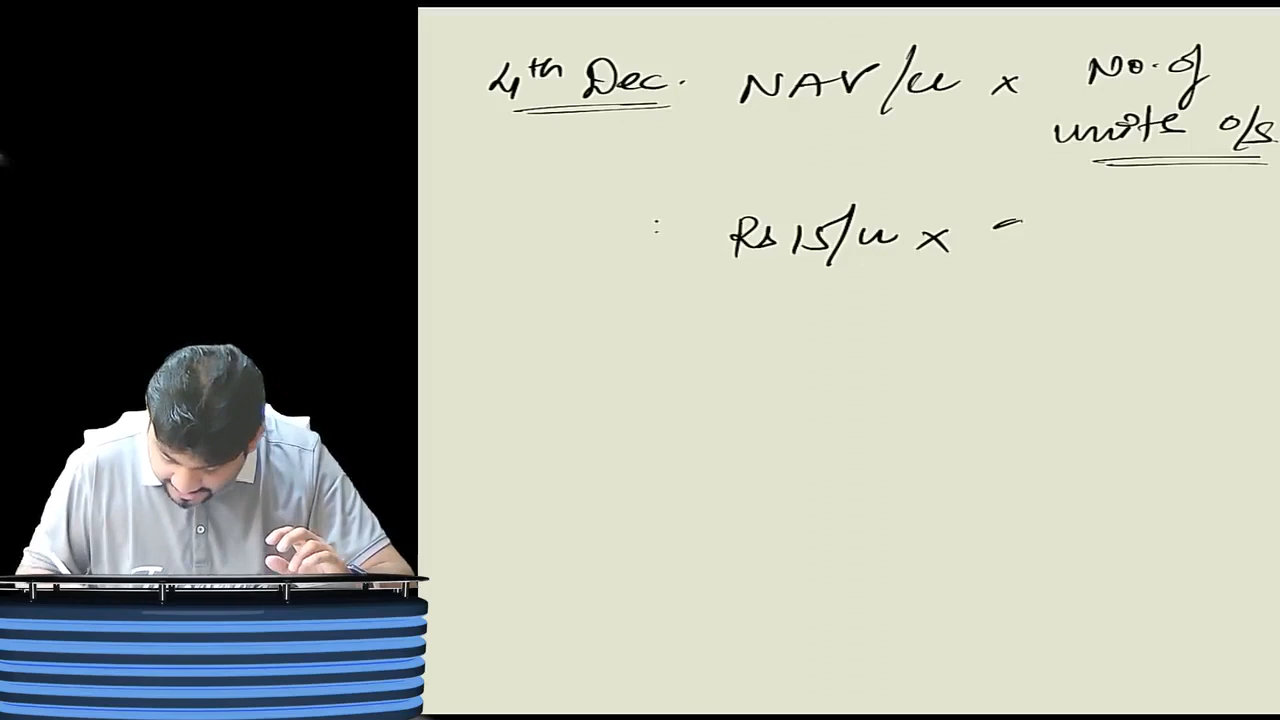 4th Dec. NAV/u × No. of
units o/s.
: Rs 15/u ×